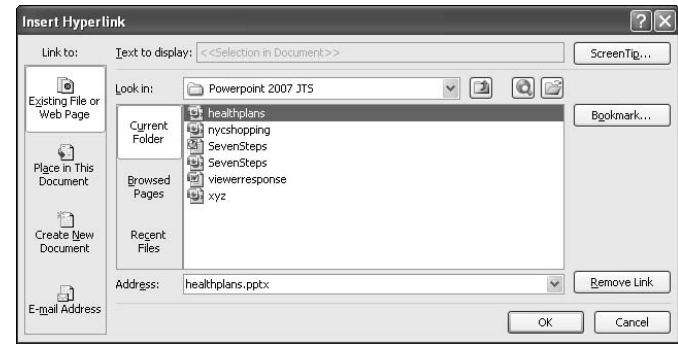 Insert Hyperlink
Link to:
Text to display: <<Selection in Document>>
ScreenTip...
Existing File or
Web Page
Place in This
Document
Create New
Document
E-mail Address
Look in:
Powerpoint 2007 JTS
Current
Folder
Browsed
Pages
Recent
Files
healthplans
nycshopping
SevenSteps
SevenSteps
viewerresponse
xyz
Bookmark...
Address: healthplans.pptx
Remove Link
OK
Cancel